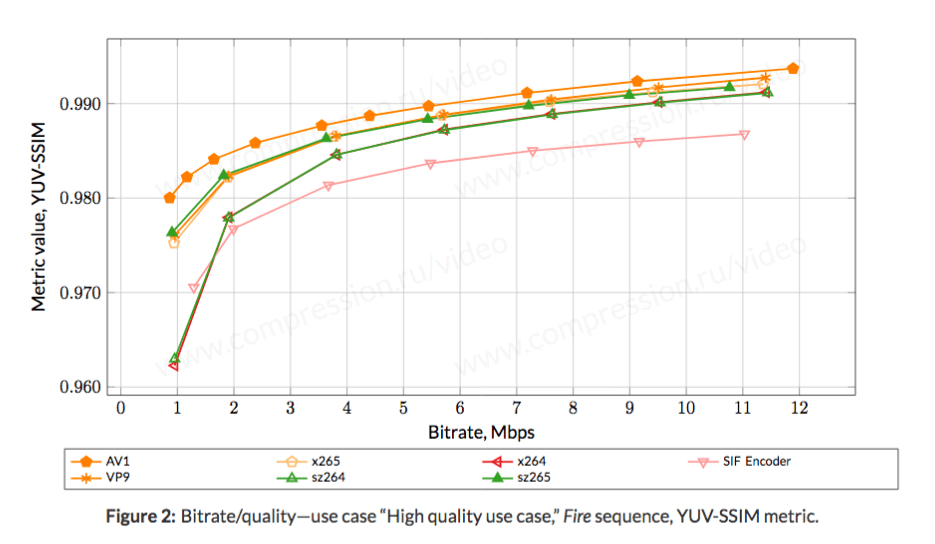 0.990
0.980
0.970
0.960
Metric value, YUV-SSIM
www.compression.ru/video
www.compression.ru/video
www.compression.ru/video
www.compression.ru/video
0 1 2 3 4 5 6 7 8 9 10 11 12
Bitrate, Mbps
AV1 x265 x264 SIF Encoder
VP9 sz264 sz265
Figure 2: Bitrate/quality—use case “High quality use case,” Fire sequence, YUV-SSIM metric.